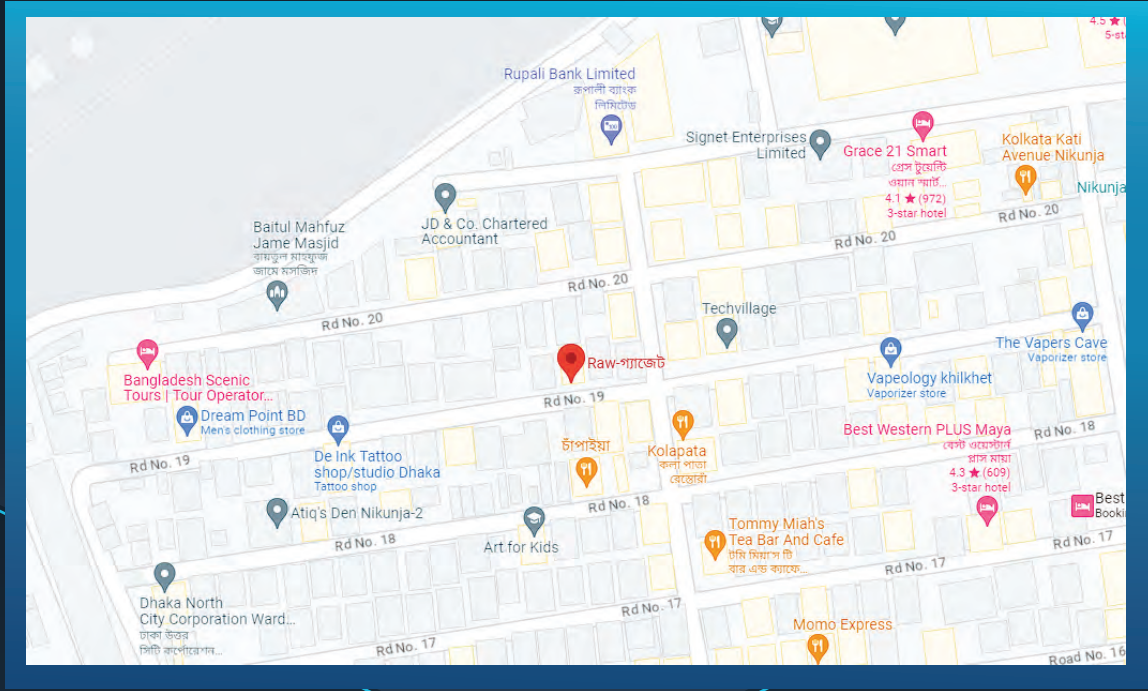 4.5 ★
5-st
Rupali Bank Limited
রূপালী ব্যাংক
লিমিটেড
Signet Enterprises
Limited
Grace 21 Smart
গ্রেস টুয়েন্টি
ওয়ান স্মার্ট...
4.1 ★ (972)
3-star hotel
Kolkata Kati
Avenue Nikunja
Nikunja
Rd No. 20
Rd No. 20
JD & Co. Chartered
Accountant
Baitul Mahfuz
Jame Masjid
বায়তুল মাহফুজ
জামে মসজিদ
Rd No. 20
Rd No. 20
Techvillage
The Vapers Cave
Vaporizer store
Bangladesh Scenic
Tours | Tour Operator...
Raw-গ্যাজেট
Vapeology khilkhet
Vaporizer store
Rd No. 19
Dream Point BD
Men's clothing store
Best Western PLUS Maya
বেস্ট ওয়েস্টার্ন
প্লাস মায়া
4.3 ★ (609)
3-star hotel
Rd No. 18
De Ink Tattoo
shop/studio Dhaka
Tattoo shop
চাঁপাইয়া
Kolapata
কলা পাতা
রেস্তোরাঁ
Rd No. 19
Rd No. 18
Best
Booki
Atiq's Den Nikunja-2
Art for Kids
Rd No. 18
Tommy Miah's
Tea Bar And Cafe
টমি মিয়াস টি
বার এন্ড ক্যাফে...
Rd No. 17
Rd No. 17
Dhaka North
City Corporation Ward...
ঢাকা উত্তর
সিটি কর্পোরেশন...
Rd No. 17
Rd No. 17
Momo Express
Road No. 16